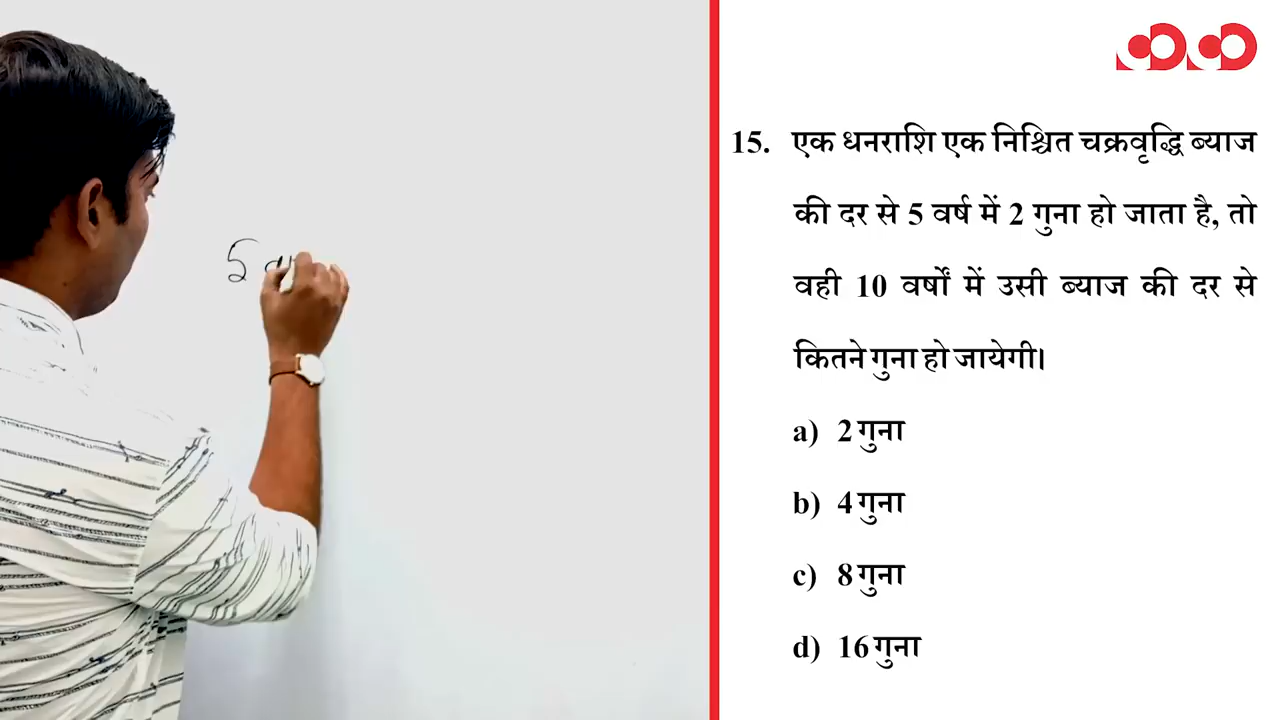 5
15. एक धनराशि एक निश्चित चक्रवृद्धि ब्याज
की दर से 5 वर्ष में 2 गुना हो जाता है, तो
वही 10 वर्षों में उसी ब्याज की दर से
कितने गुना हो जायेगी।
a) 2 गुना
b) 4 गुना
c) 8 गुना
d) 16 गुना